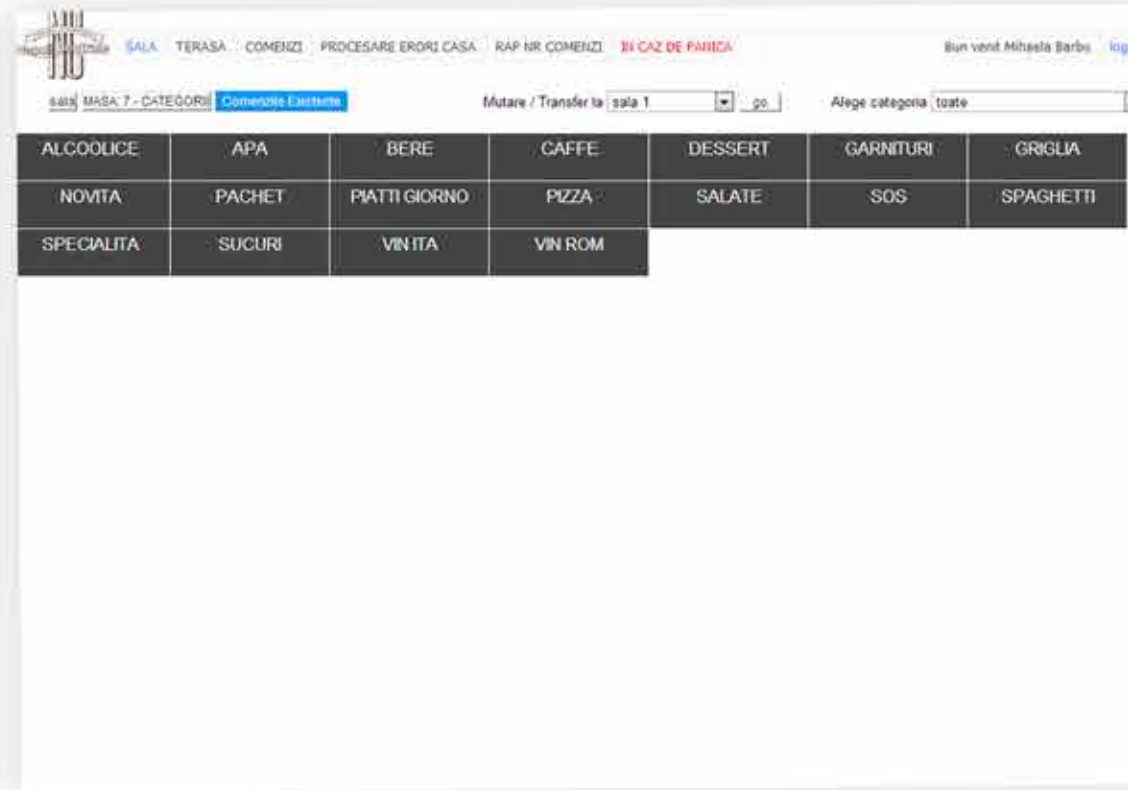 SALA TERASA COMENZI PROCESARE ERORI CASA RAP NR COMENZI IN CAZ DE PANICA Bun venit Mihaela Barbu log
sala MASA 7 - CATEGORII Comenzile Existente Mutare / Transfer la sala 1 go Alege categoria toate
ALCOOLICE APA BERE CAFFE DESSERT GARNITURI GRIGLIA
NOVITA PACHET PIATTI GIORNO PIZZA SALATE SOS SPAGHETTI
SPECIALITA SUCURI VIN ITA VIN ROM